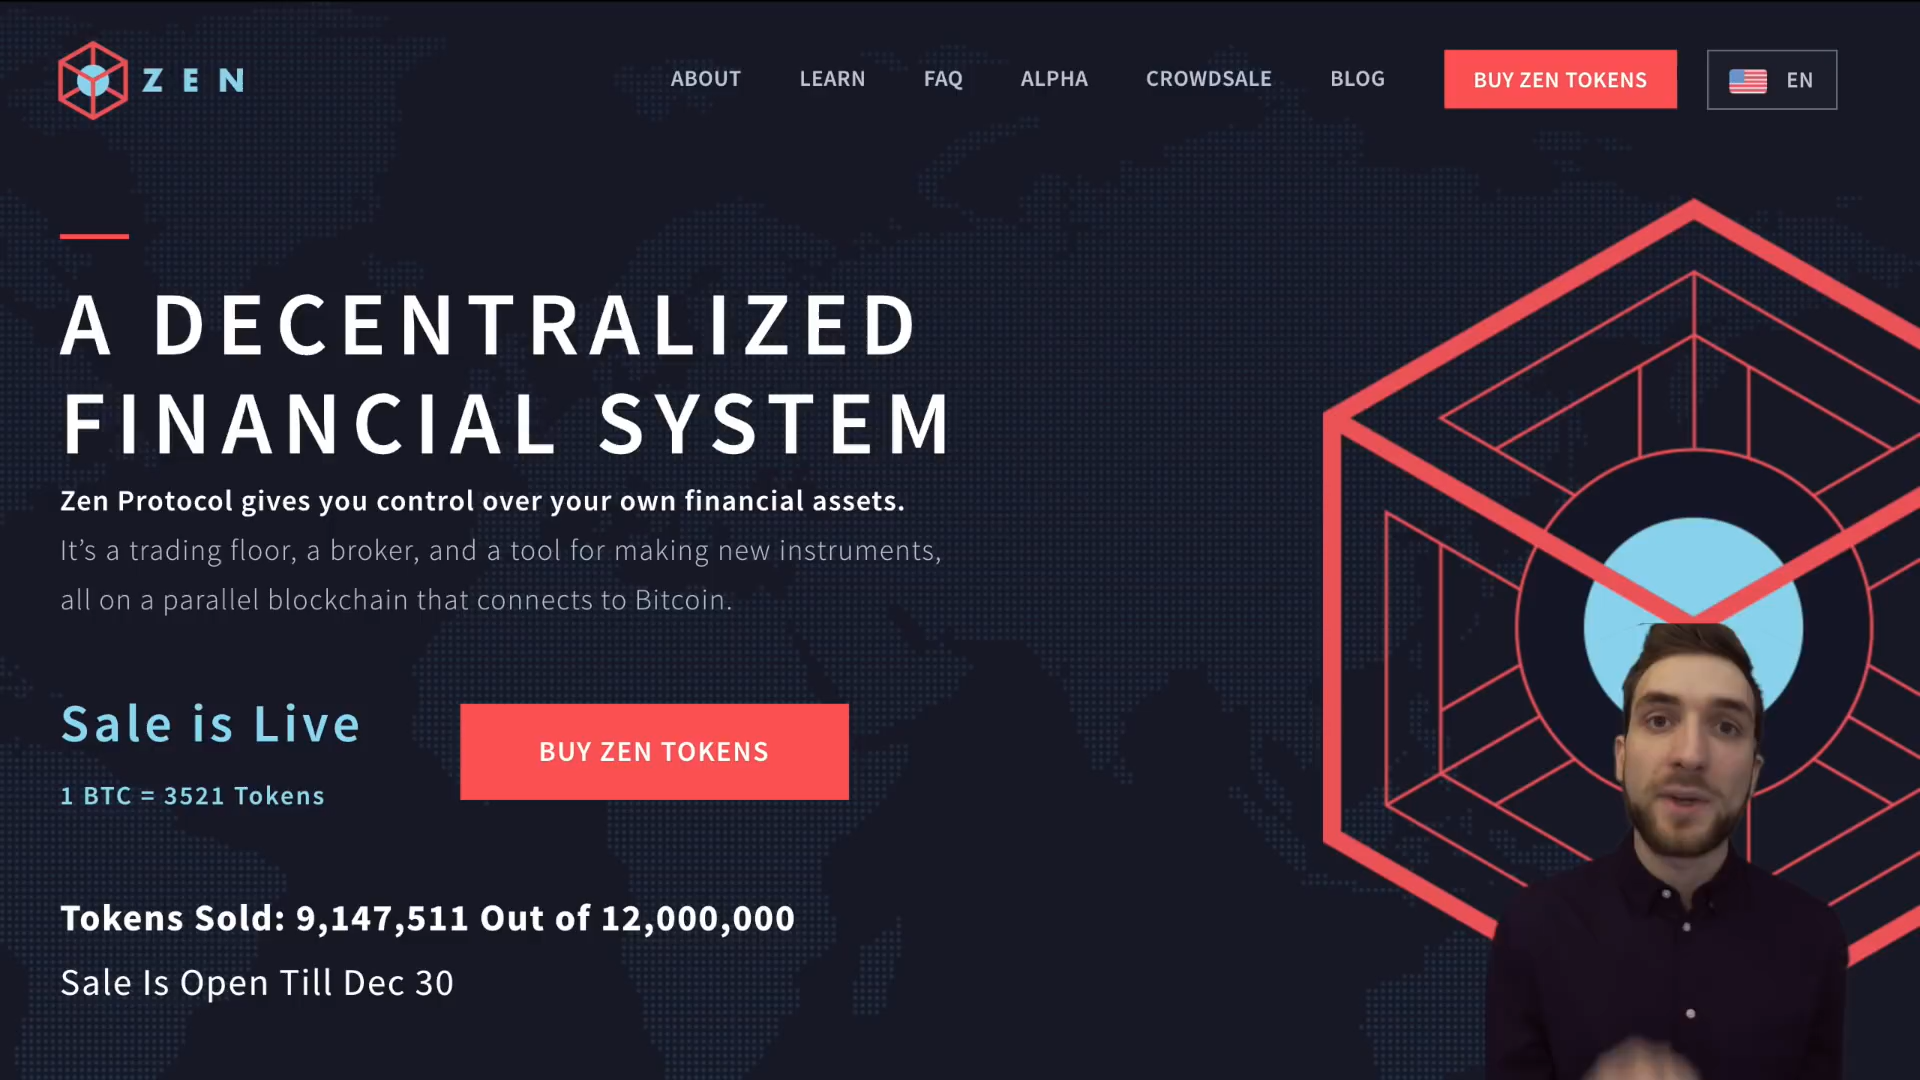 ZEN
ABOUT LEARN FAQ ALPHA CROWDSALE BLOG BUY ZEN TOKENS EN
A DECENTRALIZED
FINANCIAL SYSTEM
Zen Protocol gives you control over your own financial assets.
It’s a trading floor, a broker, and a tool for making new instruments,
all on a parallel blockchain that connects to Bitcoin.
Sale is Live
BUY ZEN TOKENS
1 BTC = 3521 Tokens
Tokens Sold: 9,147,511 Out of 12,000,000
Sale Is Open Till Dec 30